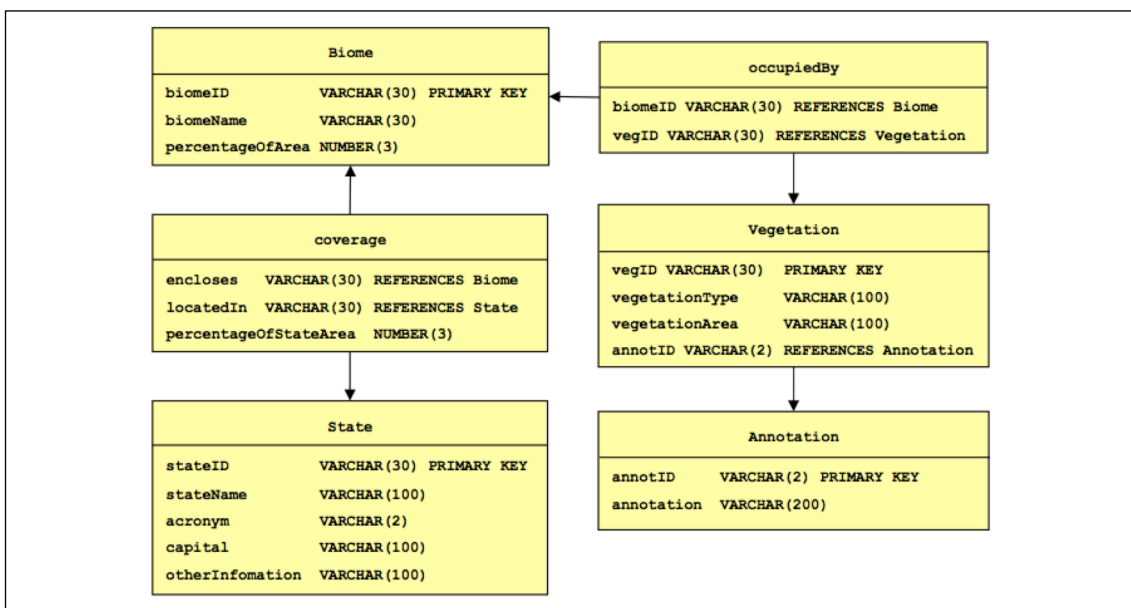 Biome
biomeID VARCHAR(30) PRIMARY KEY
biomeName VARCHAR(30)
percentageOfArea NUMBER(3)
occupiedBy
biomeID VARCHAR(30) REFERENCES Biome
vegID VARCHAR(30) REFERENCES Vegetation
coverage
encloses VARCHAR(30) REFERENCES Biome
locatedIn VARCHAR(30) REFERENCES State
percentageOfStateArea NUMBER(3)
Vegetation
vegID VARCHAR(30) PRIMARY KEY
vegetationType VARCHAR(100)
vegetationArea VARCHAR(100)
annotID VARCHAR(2) REFERENCES Annotation
State
stateID VARCHAR(30) PRIMARY KEY
stateName VARCHAR(100)
acronym VARCHAR(2)
capital VARCHAR(100)
otherInfomation VARCHAR(100)
Annotation
annotID VARCHAR(2) PRIMARY KEY
annotation VARCHAR(200)